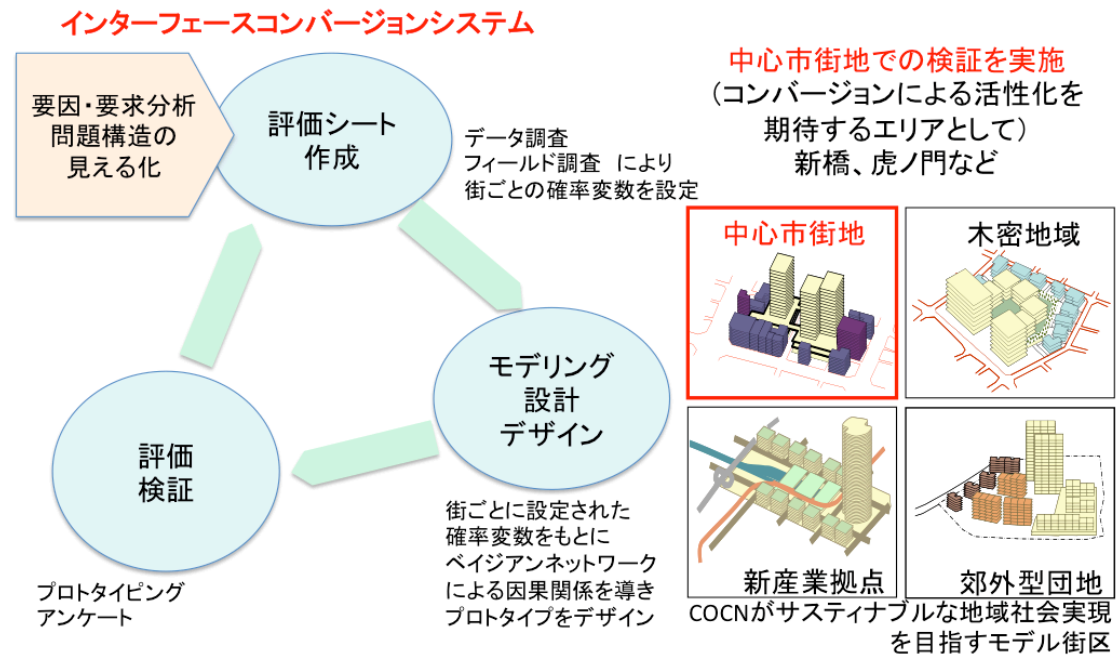 インターフェースコンバージョンシステム
要因・要求分析
問題構造の
見える化
評価シート
作成
データ調査
フィールド調査 により
街ごとの確率変数を設定
モデリング
設計
デザイン
街ごとに設定された
確率変数をもとに
ベイジアンネットワーク
による因果関係を導き
プロトタイプをデザイン
評価
検証
プロトタイピング
アンケート
中心市街地での検証を実施
（コンバージョンによる活性化を
期待するエリアとして）
新橋、虎ノ門など
中心市街地
木密地域
新産業拠点
郊外型団地
COCNがサスティナブルな地域社会実現
を目指すモデル街区